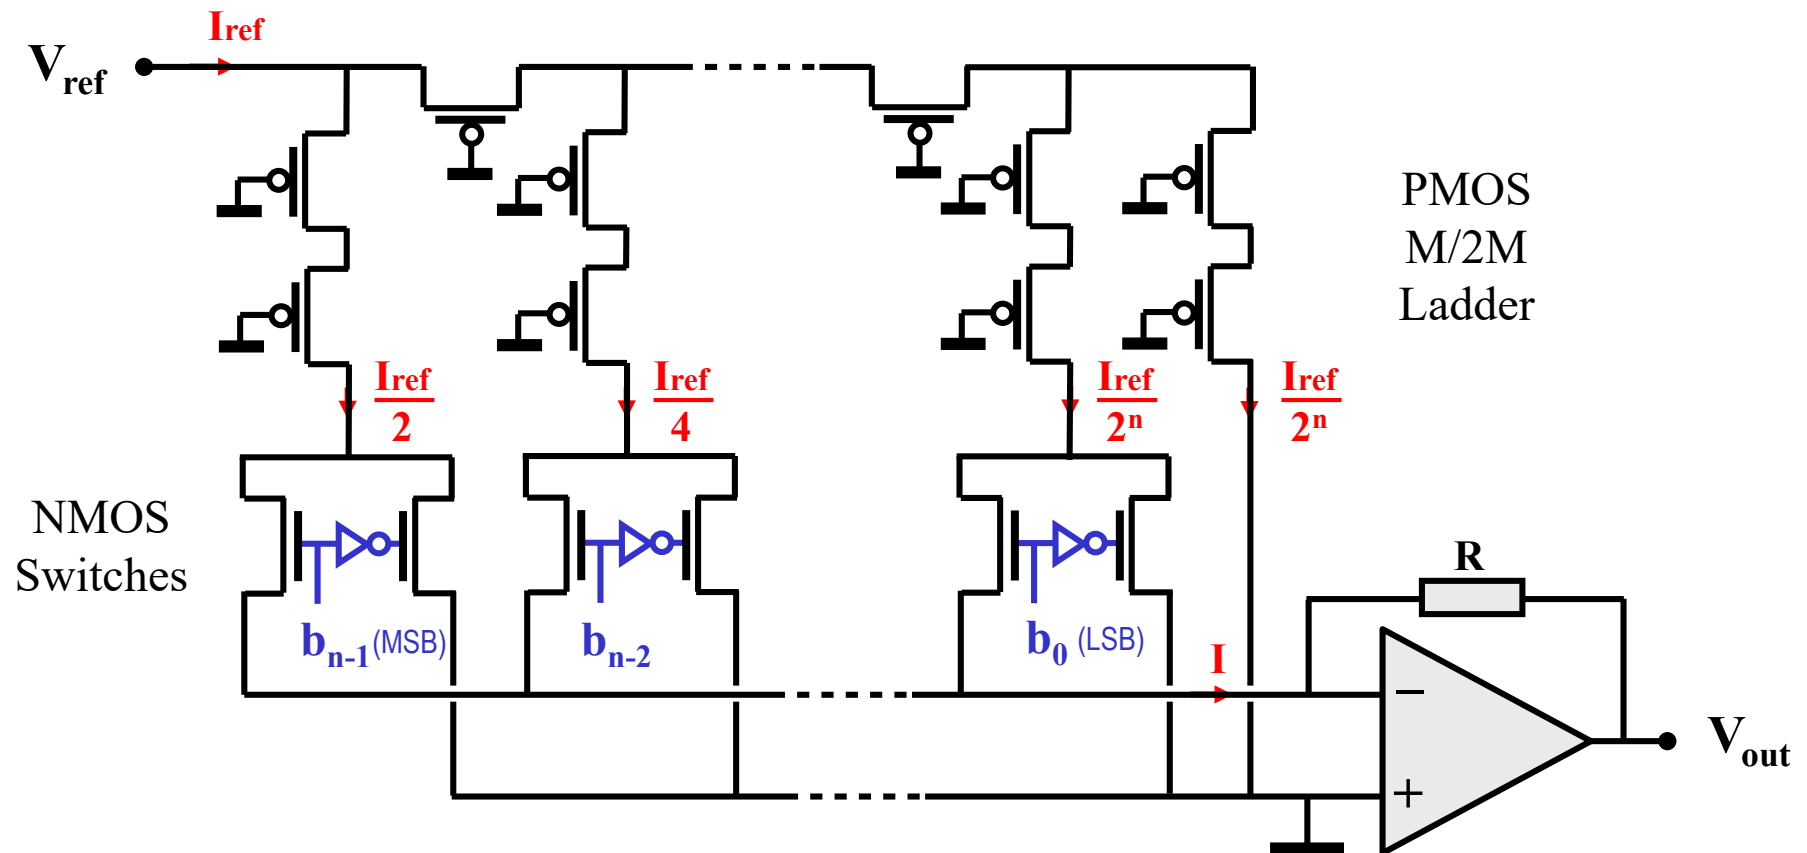 Iref
Vref
PMOS
M/2M
Ladder
Iref
2
Iref
4
Iref
2ⁿ
Iref
2ⁿ
NMOS
Switches
bn-1 (MSB)
bn-2
b0 (LSB)
I
R
−
+
Vout